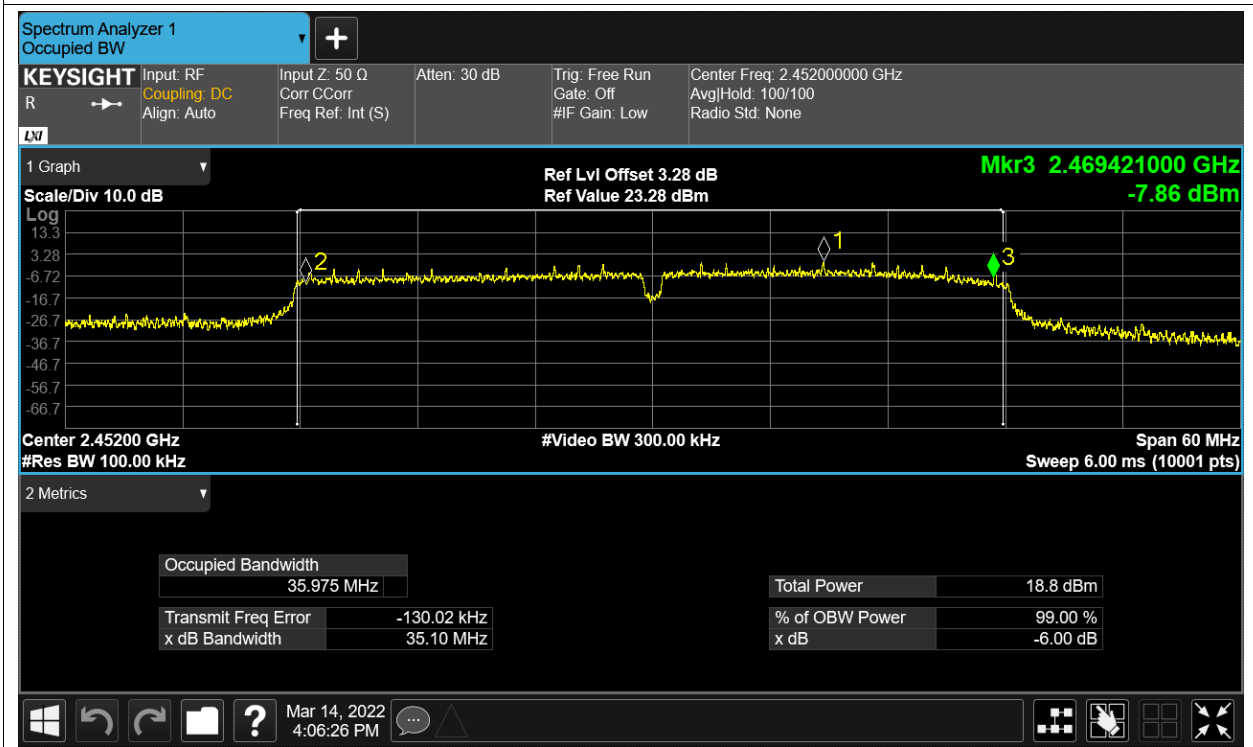 Spectrum Analyzer 1
Occupied BW
KEYSIGHT Input: RF Input Z: 50 Ω Atten: 30 dB Trig: Free Run Center Freq: 2.452000000 GHz
R Coupling: DC Corr CCorr Gate: Off Avg|Hold: 100/100
Align: Auto Freq Ref: Int (S) #IF Gain: Low Radio Std: None
LXI
1 Graph Ref Lvl Offset 3.28 dB Mkr3 2.469421000 GHz
Scale/Div 10.0 dB Ref Value 23.28 dBm -7.86 dBm
Log
13.3
3.28
-6.72
-16.7
-26.7
-36.7
-46.7
-56.7
-66.7
2
1
3
Center 2.45200 GHz #Video BW 300.00 kHz Span 60 MHz
#Res BW 100.00 kHz Sweep 6.00 ms (10001 pts)
2 Metrics
Occupied Bandwidth
35.975 MHz Total Power 18.8 dBm
Transmit Freq Error -130.02 kHz % of OBW Power 99.00 %
x dB Bandwidth 35.10 MHz x dB -6.00 dB
Mar 14, 2022
4:06:26 PM